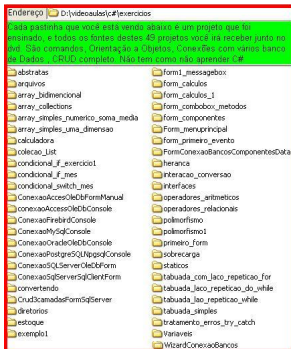 Endereço D:\videoaulas\c#\exercicios
Cada pastinha que você está vendo abaixo é um projeto que foi
ensinado, e todos os fontes destes 49 projetos você ira receber junto no
dvd. São comandos, Orientação a Objetos, Conexões com vários banco
de Dados , CRUD completo. Não tem como não aprender C#
abstratas
arquivos
array_bidimencional
array_collections
array_simples_numerico_soma_media
array_simples_uma_dimensao
calculadora
colecao_List
condicional_if_exercicio1
condicional_if_mes
condicional_switch_mes
ConexaoAccesOleDbFormManual
conexaoAccessOleDbConsole
ConexaoFirebirdConsole
ConexaoMySqlConsole
ConexaoOracleOleDbConsole
ConexaoPostgreSQLNpgsqlConsole
ConexaoSQLServerOleDbForm
ConexaoSqlServerSqlClientForm
convertendo
Crud3camadasFormSqlServer
diretorios
estoque
exemplo1
form1_messagebox
form_calculos
form_calculos_1
form_combobox_metodos
form_componentes
Form_menuprincipal
form_primeiro_evento
FormConexaoBancosComponentesData
heranca
interacao_conversao
interfaces
operadores_aritmeticos
operadores_relacionais
polimorfismo
polimorfismo1
primeiro_form
sobrecarga
staticos
tabuada_com_laco_repeticao_for
tabuada_laco_repeticao_do_while
tabuada_lao_repeticao_while
tabuada_simples
tratamento_erros_try_catch
Variaveis
WizardConexaoBancos